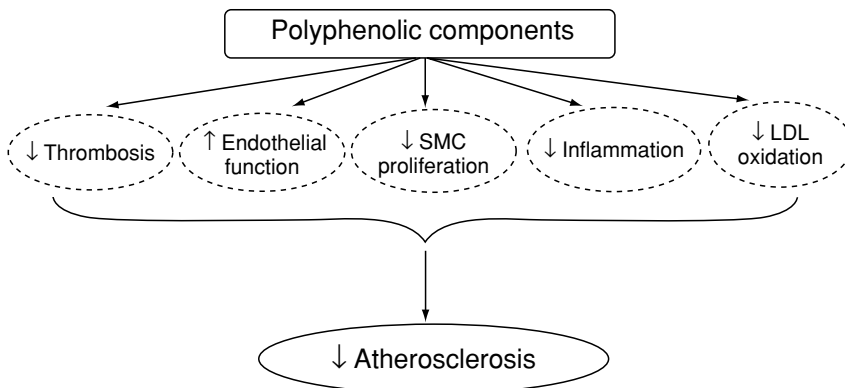 Polyphenolic components
↓ Thrombosis
↑ Endothelial
function
↓ SMC
proliferation
↓ Inflammation
↓ LDL
oxidation
↓ Atherosclerosis